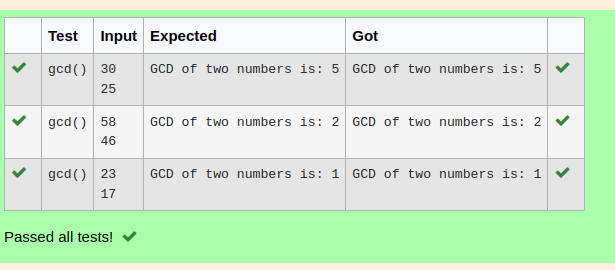 Test Input Expected Got
gcd() 30 GCD of two numbers is: 5 GCD of two numbers is: 5
25
gcd() 58 GCD of two numbers is: 2 GCD of two numbers is: 2
46
gcd() 23 GCD of two numbers is: 1 GCD of two numbers is: 1
17
Passed all tests!